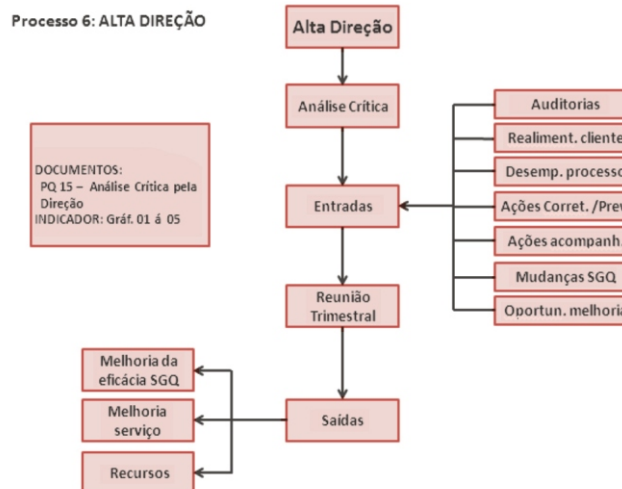 Processo 6: ALTA DIREÇÃO
Alta Direção
Análise Crítica
DOCUMENTOS:
PQ 15 – Análise Crítica pela
Direção
INDICADOR: Gráf. 01 á 05
Entradas
Auditorias
Realiment. cliente
Desemp. processo
Ações Corret. /Prev
Ações acompanh.
Mudanças SGQ
Oportun. melhoria
Reunião
Trimestral
Saídas
Melhoria da
eficácia SGQ
Melhoria
serviço
Recursos